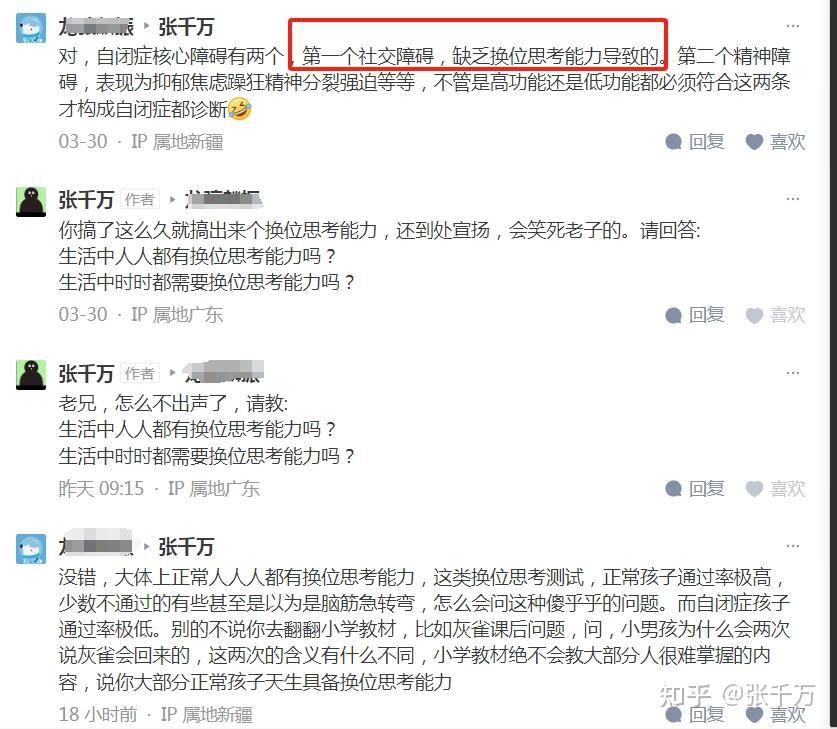 张千万
对，自闭症核心障碍有两个，第一个社交障碍，缺乏换位思考能力导致的。第二个精神障
碍，表现为抑郁焦虑躁狂精神分裂强迫等等，不管是高功能还是低功能都必须符合这两条
才构成自闭症都诊断🤣
03-30 · IP 属地新疆 回复 喜欢
张千万 作者
你搞了这么久就搞出来个换位思考能力，还到处宣扬，会笑死老子的。请回答:
生活中人人都有换位思考能力吗？
生活中时时都需要换位思考能力吗？
03-30 · IP 属地广东 回复 喜欢
张千万 作者
老兄，怎么不出声了，请教:
生活中人人都有换位思考能力吗？
生活中时时都需要换位思考能力吗？
昨天 09:15 · IP 属地广东 回复 喜欢
张千万
没错，大体上正常人人人都有换位思考能力，这类换位思考测试，正常孩子通过率极高，
少数不通过的有些甚至是以为是脑筋急转弯，怎么会问这种傻乎乎的问题。而自闭症孩子
通过率极低。别的不说你去翻翻小学教材，比如灰雀课后问题，问，小男孩为什么会两次
说灰雀会回来的，这两次的含义有什么不同，小学教材绝不会教大部分人很难掌握的内
容，说你大部分正常孩子天生具备换位思考能力
知乎 @张千万
18 小时前 · IP 属地新疆 回复 喜欢